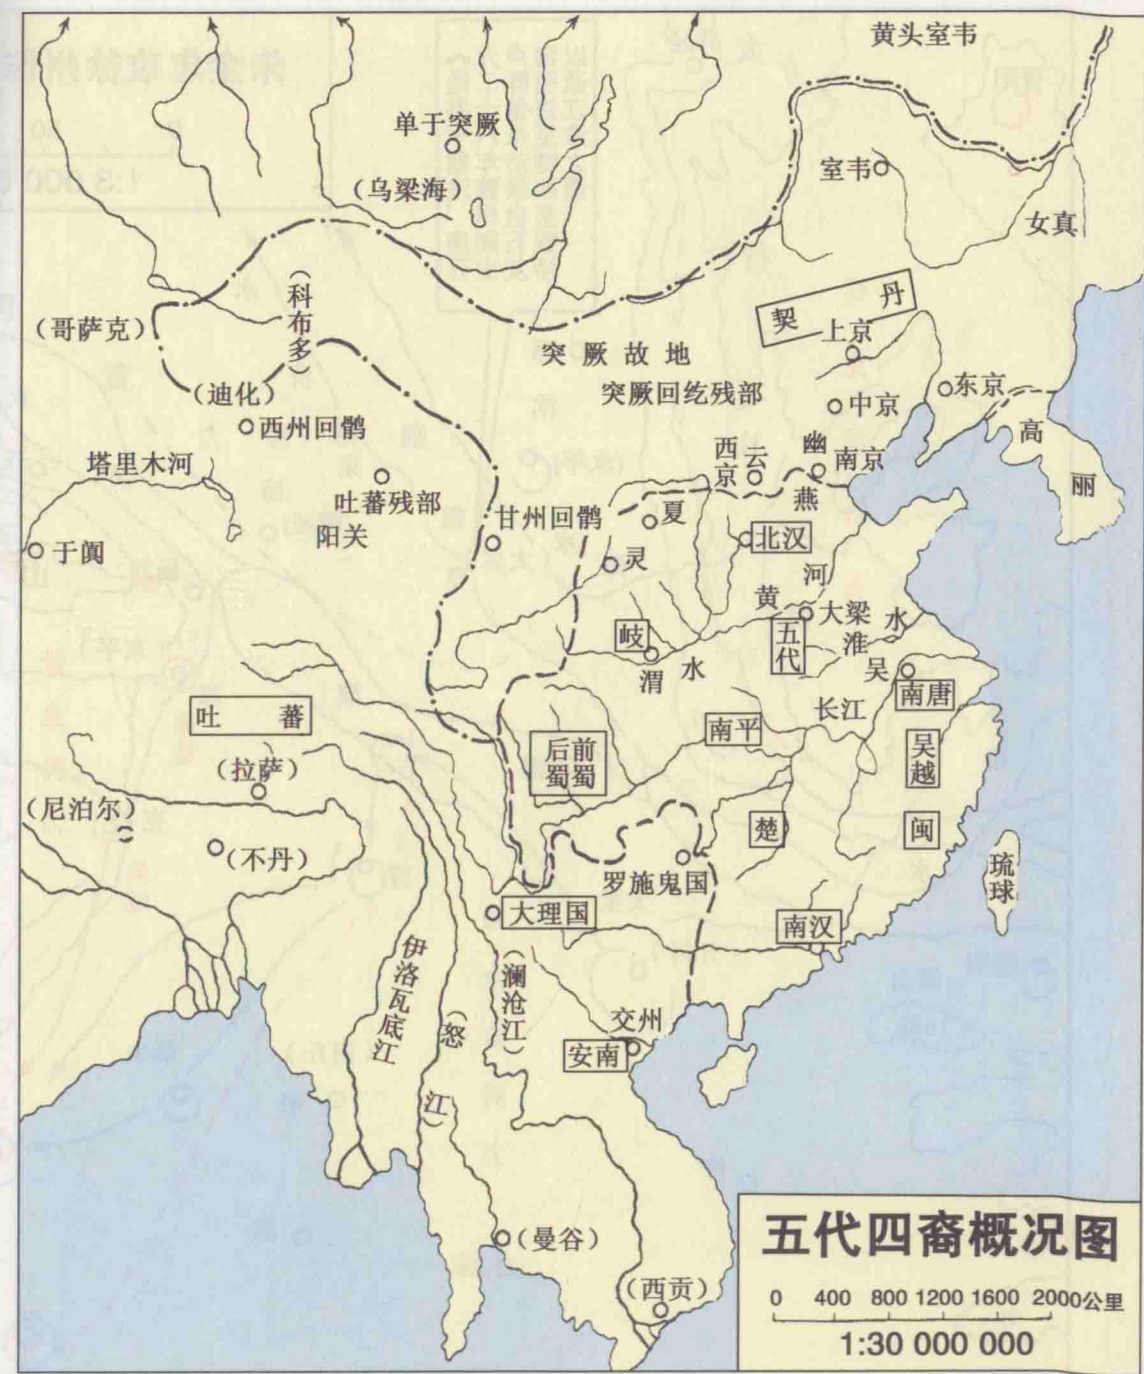 黄头室韦
单于突厥
(乌梁海)
室韦
女真
(科布多)
(哥萨克)
契丹
上京
突厥故地
(迪化)
突厥回纥残部
中京
东京
西州回鹘
高丽
塔里木河
西京
云
幽燕
南京
吐蕃残部
甘州回鹘
夏
阳关
北汉
于阗
灵
黄河
大梁
五代
岐
渭水
淮水
吴
南唐
吐蕃
长江
南平
后蜀
前蜀
吴越
(拉萨)
(尼泊尔)
楚
闽
(不丹)
罗施鬼国
琉球
大理国
南汉
伊洛瓦底江
(澜沧江)
(怒江)
交州
安南
(曼谷)
(西贡)
五代四裔概况图
0 400 800 1200 1600 2000公里
1:30 000 000